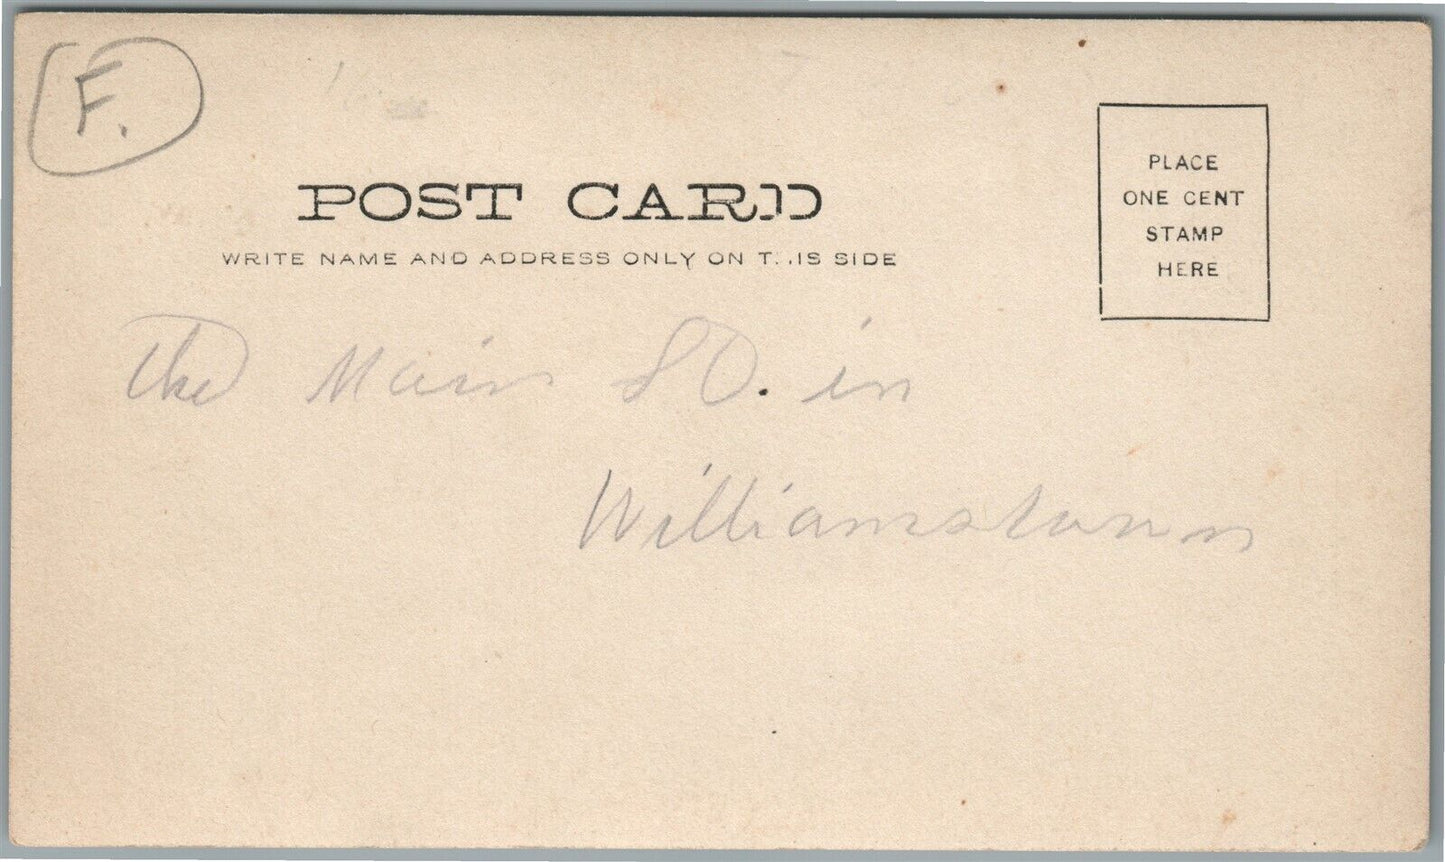 F.
POST CARD
WRITE NAME AND ADDRESS ONLY ON T..IS SIDE
PLACE
ONE CENT
STAMP
HERE
The Main in
Williamstown